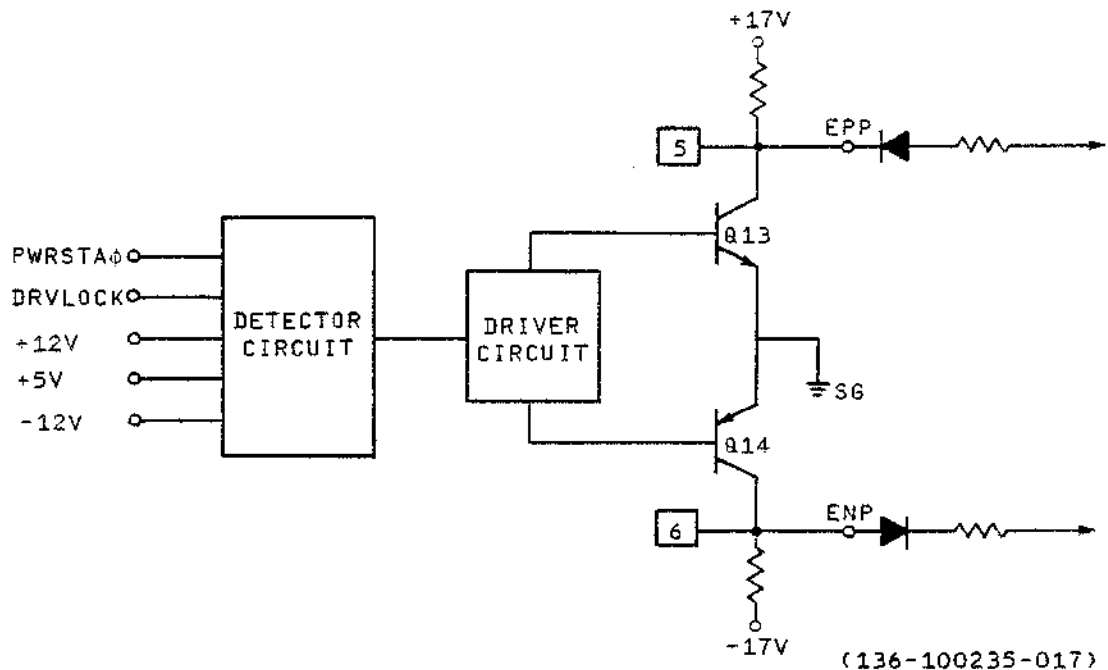 +17V
5
EPP
Q13
PWRSTAϕ
DRVLOCK
+12V
+5V
-12V
DETECTOR
CIRCUIT
DRIVER
CIRCUIT
SG
Q14
6
ENP
-17V
(136-100235-017)